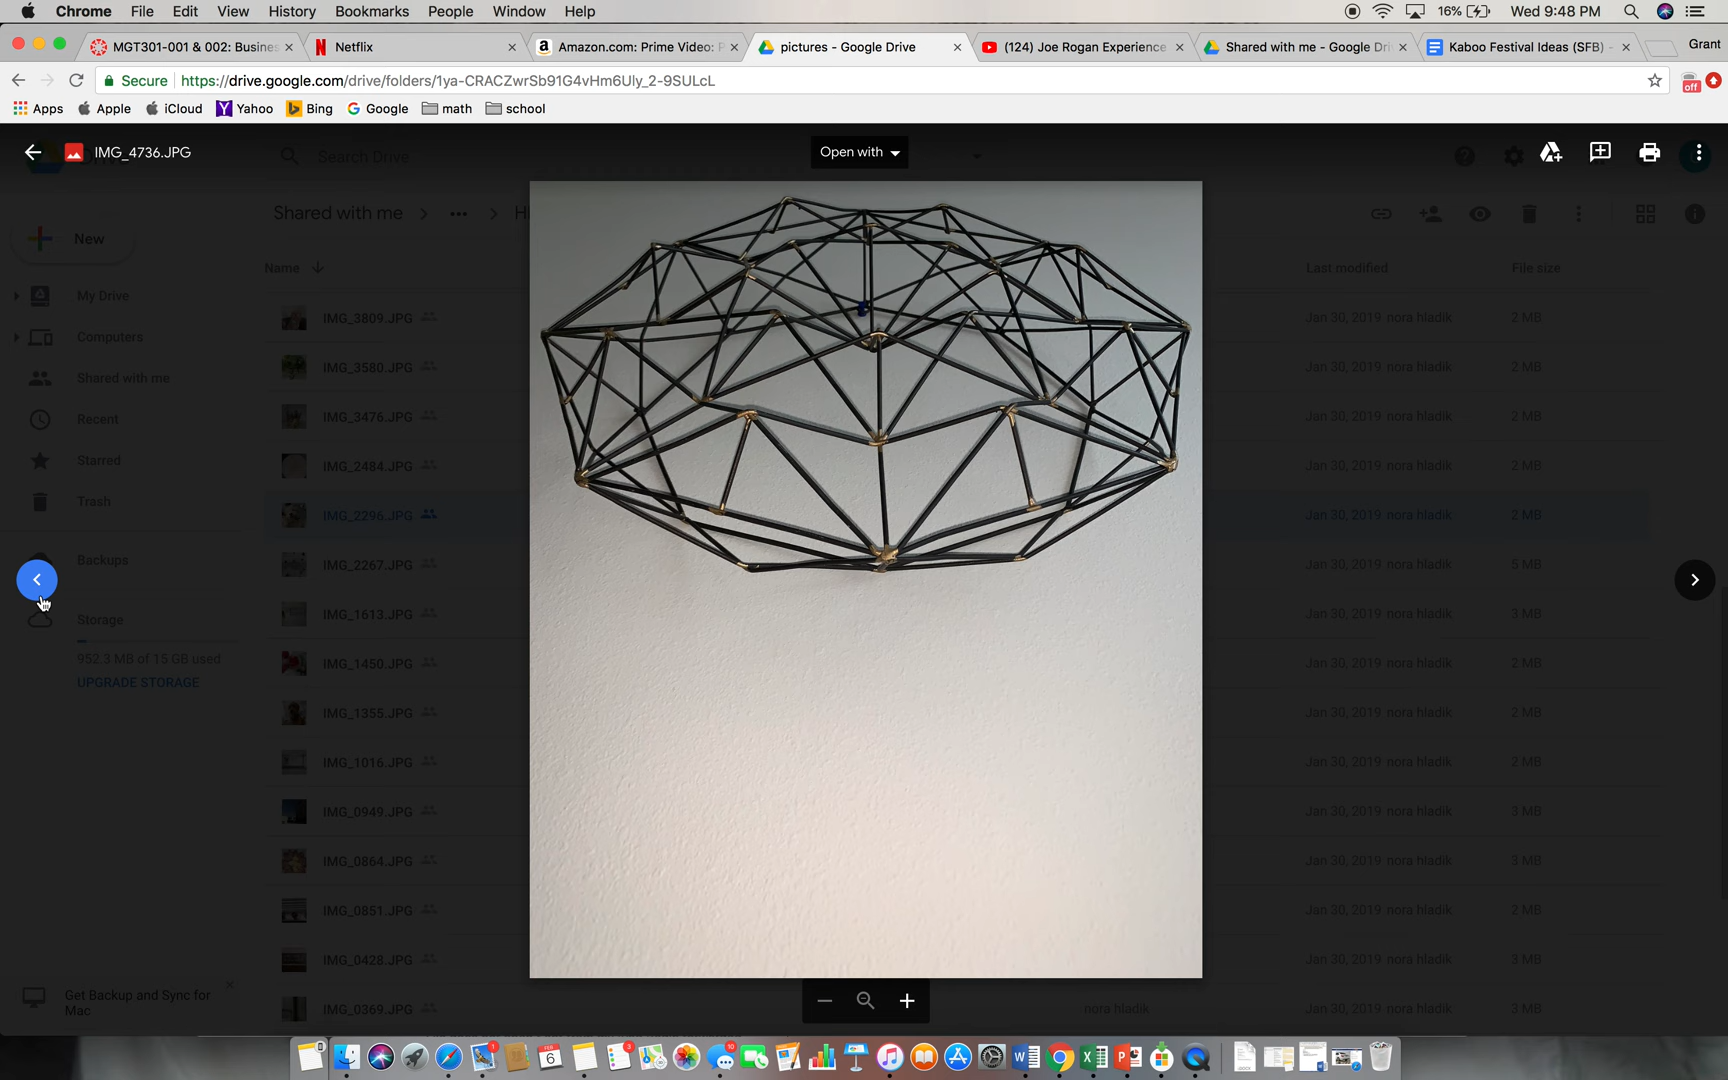 Chrome File Edit View History Bookmarks People Window Help 16% Wed 9:48 PM
MGT301-001 & 002: Busines
Netflix
Amazon.com: Prime Video: P
pictures - Google Drive
(124) Joe Rogan Experience
Shared with me - Google Dri
Kaboo Festival Ideas (SFB) -
Grant
Secure https://drive.google.com/drive/folders/1ya-CRACZwrSb91G4vHm6Uly_2-9SULcL
off
Apps Apple iCloud Yahoo Bing Google math school
IMG_4736.JPG Search Drive Open with
New Shared with me
Name Last modified File size
My Drive
Computers
Shared with me
Recent
Starred
Trash
Backups
Storage
952.3 MB of 15 GB used
UPGRADE STORAGE
Get Backup and Sync for
Mac
IMG_3809.JPG Jan 30, 2019 nora hladik 2 MB
IMG_3580.JPG Jan 30, 2019 nora hladik 2 MB
IMG_3476.JPG Jan 30, 2019 nora hladik 2 MB
IMG_2484.JPG Jan 30, 2019 nora hladik 2 MB
IMG_2296.JPG Jan 30, 2019 nora hladik 2 MB
IMG_2267.JPG Jan 30, 2019 nora hladik 5 MB
IMG_1613.JPG Jan 30, 2019 nora hladik 3 MB
IMG_1450.JPG Jan 30, 2019 nora hladik 2 MB
IMG_1355.JPG Jan 30, 2019 nora hladik 2 MB
IMG_1016.JPG Jan 30, 2019 nora hladik 2 MB
IMG_0949.JPG Jan 30, 2019 nora hladik 3 MB
IMG_0864.JPG Jan 30, 2019 nora hladik 3 MB
IMG_0851.JPG Jan 30, 2019 nora hladik 2 MB
IMG_0428.JPG Jan 30, 2019 nora hladik 3 MB
IMG_0369.JPG nora hladik Jan 30, 2019 nora hladik 3 MB
FEB
6
3
10
1